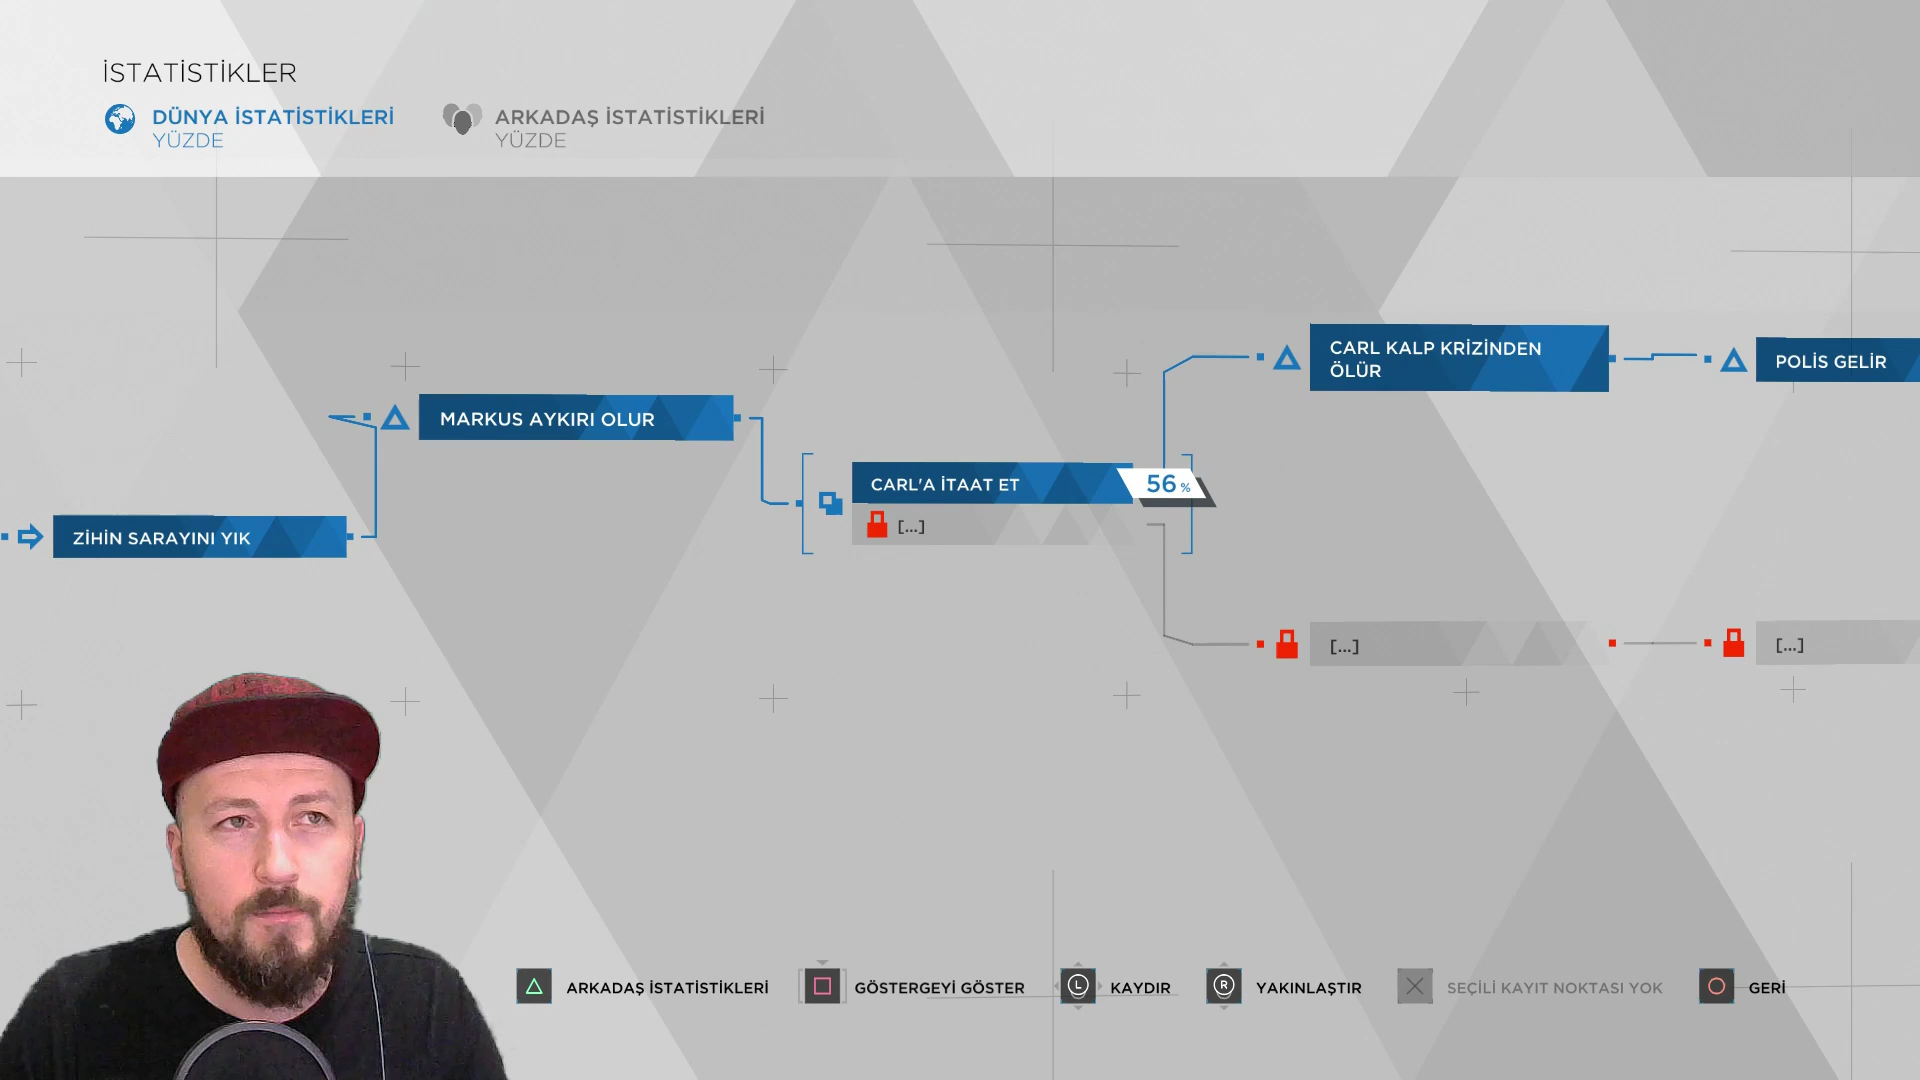 İSTATİSTİKLER
DÜNYA İSTATİSTİKLERİ
YÜZDE
ARKADAŞ İSTATİSTİKLERİ
YÜZDE
CARL KALP KRİZİNDEN
ÖLÜR
POLİS GELİR
MARKUS AYKIRI OLUR
CARL'A İTAAT ET
56 %
[...]
ZİHİN SARAYINI YIK
[...]
[...]
ARKADAŞ İSTATİSTİKLERİ
GÖSTERGEYİ GÖSTER
L KAYDIR
R YAKINLAŞTIR
SEÇİLİ KAYIT NOKTASI YOK
GERİ